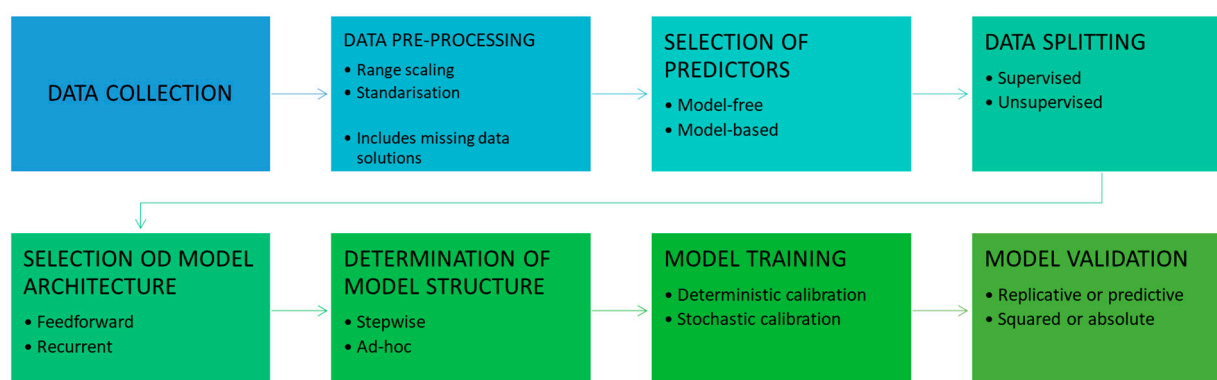 DATA COLLECTION
DATA PRE-PROCESSING
• Range scaling
• Standarisation
• Includes missing data
solutions
SELECTION OF
PREDICTORS
• Model-free
• Model-based
DATA SPLITTING
• Supervised
• Unsupervised
SELECTION OD MODEL
ARCHITECTURE
• Feedforward
• Recurrent
DETERMINATION OF
MODEL STRUCTURE
• Stepwise
• Ad-hoc
MODEL TRAINING
• Deterministic calibration
• Stochastic calibration
MODEL VALIDATION
• Replicative or predictive
• Squared or absolute